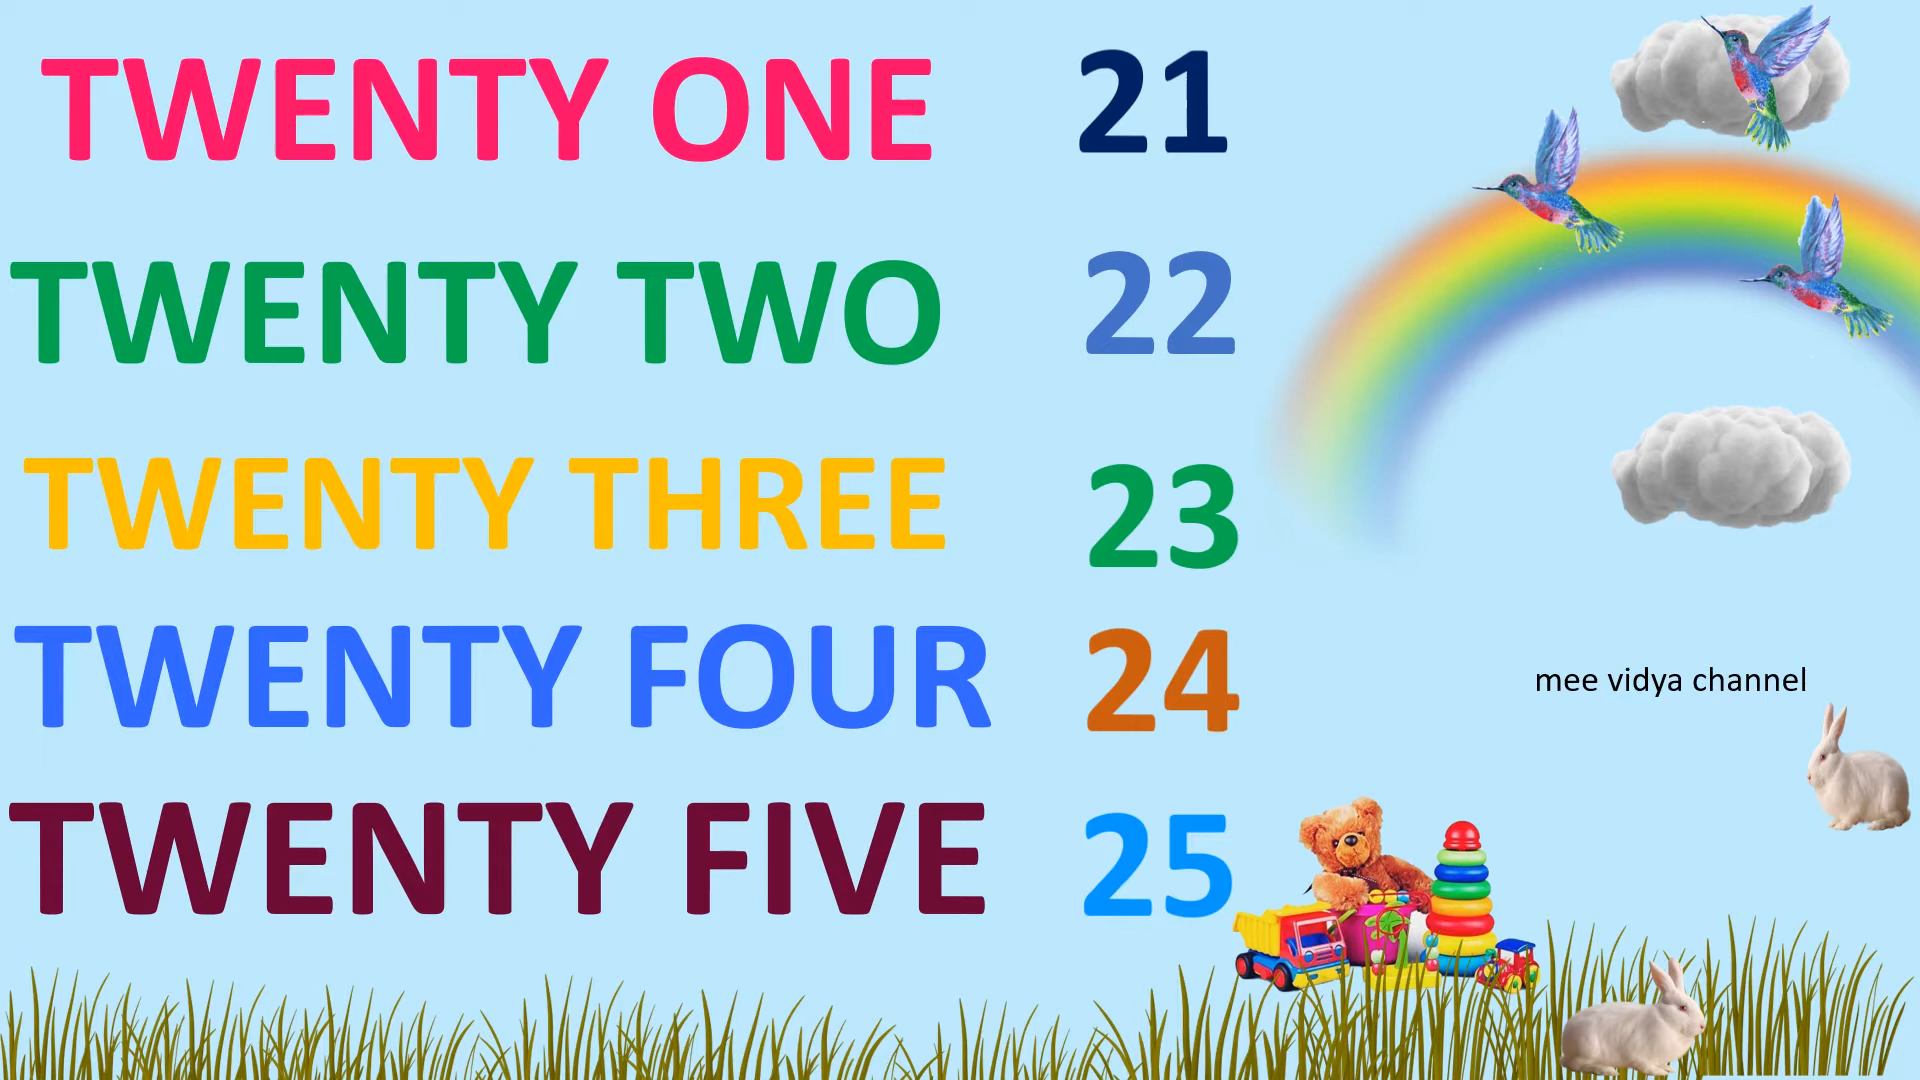 TWENTY ONE 21
TWENTY TWO 22
TWENTY THREE 23
TWENTY FOUR 24
mee vidya channel
TWENTY FIVE 25